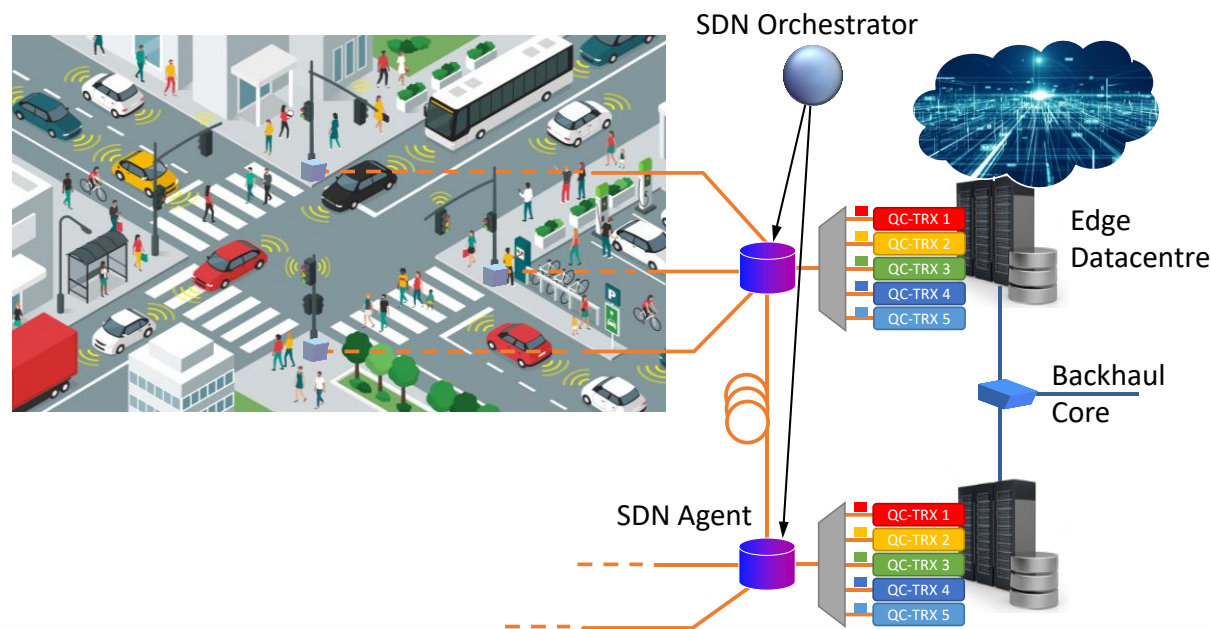 SDN Orchestrator
QC-TRX 1
QC-TRX 2
QC-TRX 3
QC-TRX 4
QC-TRX 5
Edge
Datacentre
P
Backhaul
Core
SDN Agent
QC-TRX 1
QC-TRX 2
QC-TRX 3
QC-TRX 4
QC-TRX 5